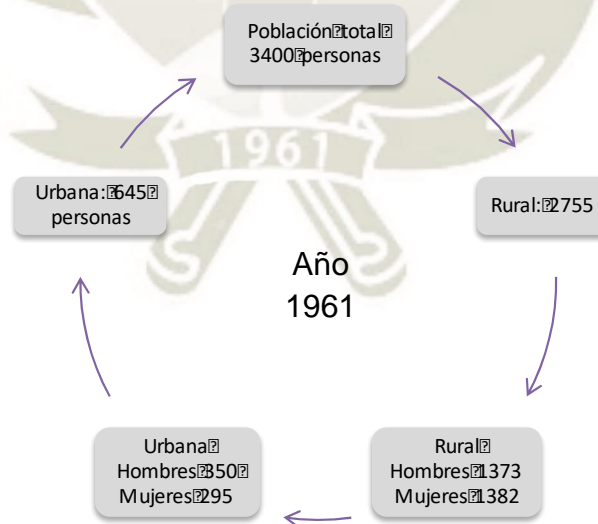 Población total
3400 personas
1961
Urbana: 645
personas
Rural: 2755
Año
1961
Urbana
Hombres 350
Mujeres 295
Rural
Hombres 1373
Mujeres 1382